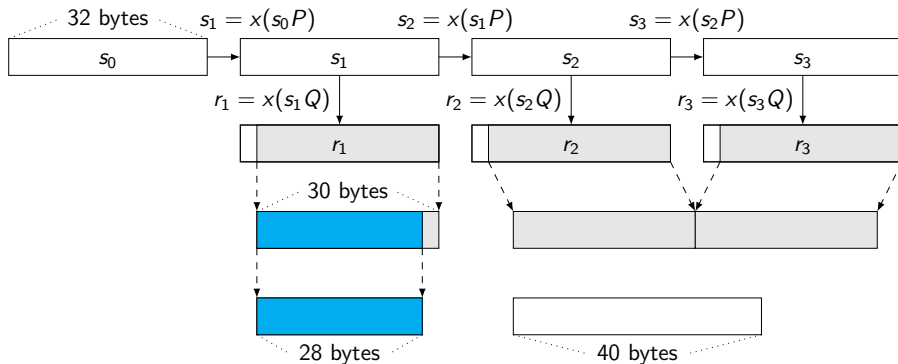 32 bytes
s₁ = x(s₀P)
s₂ = x(s₁P)
s₃ = x(s₂P)
s₀
s₁
s₂
s₃
r₁ = x(s₁Q)
r₂ = x(s₂Q)
r₃ = x(s₃Q)
r₁
r₂
r₃
30 bytes
28 bytes
40 bytes